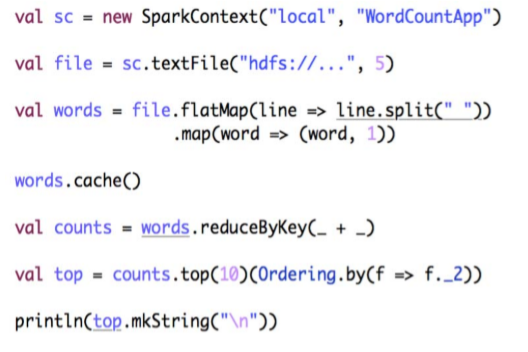 val sc = new SparkContext("local", "WordCountApp")
val file = sc.textFile("hdfs://...", 5)
val words = file.flatMap(line => line.split(" "))
.map(word => (word, 1))
words.cache()
val counts = words.reduceByKey(_ + _)
val top = counts.top(10)(Ordering.by(f => f._2))
println(top.mkString("\n"))